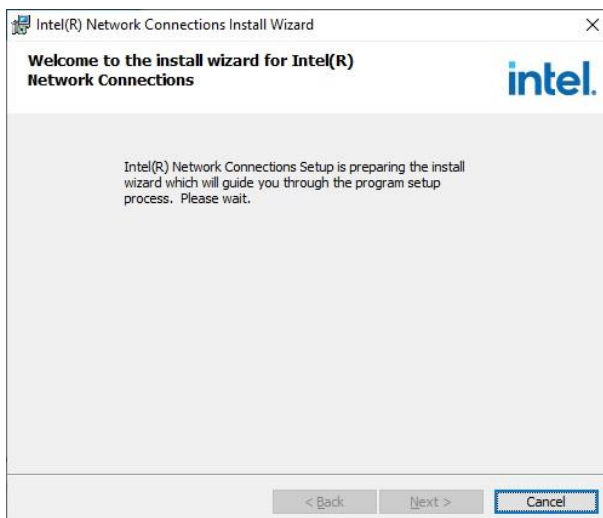 Intel(R) Network Connections Install Wizard
Welcome to the install wizard for Intel(R)
Network Connections
intel.
Intel(R) Network Connections Setup is preparing the install
wizard which will guide you through the program setup
process. Please wait.
< Back
Next >
Cancel